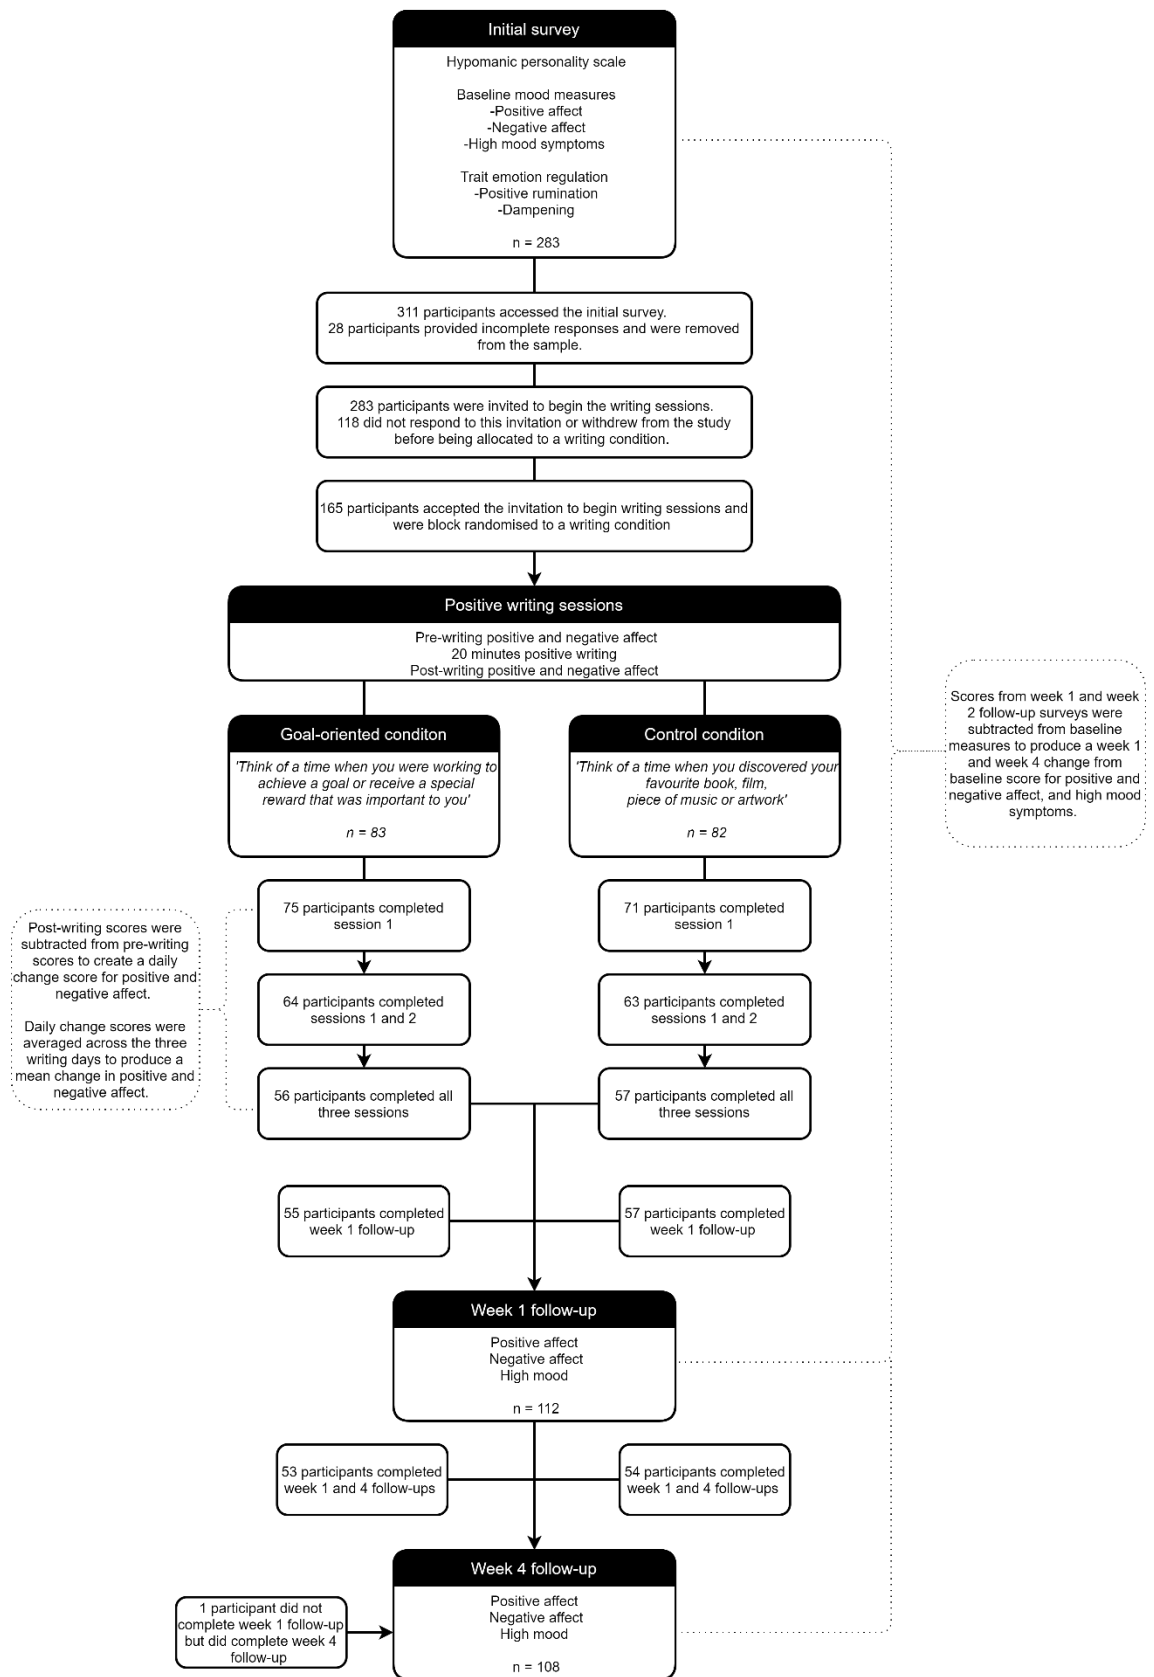 Initial survey
Hypomanic personality scale
Baseline mood measures
-Positive affect
-Negative affect
-High mood symptoms
Trait emotion regulation
-Positive rumination
-Dampening
n = 283
311 participants accessed the initial survey.
28 participants provided incomplete responses and were removed
from the sample.
283 participants were invited to begin the writing sessions.
118 did not respond to this invitation or withdrew from the study
before being allocated to a writing condition.
165 participants accepted the invitation to begin writing sessions and
were block randomised to a writing condition
Positive writing sessions
Pre-writing positive and negative affect
20 minutes positive writing
Post-writing positive and negative affect
Goal-oriented conditon
'Think of a time when you were working to
achieve a goal or receive a special
reward that was important to you'
n = 83
Control conditon
'Think of a time when you discovered your
favourite book, film,
piece of music or artwork'
n = 82
Scores from week 1 and week
2 follow-up surveys were
subtracted from baseline
measures to produce a week 1
and week 4 change from
baseline score for positive and
negative affect, and high mood
symptoms.
75 participants completed
session 1
71 participants completed
session 1
Post-writing scores were
subtracted from pre-writing
scores to create a daily
change score for positive and
negative affect.
Daily change scores were
averaged across the three
writing days to produce a
mean change in positive and
negative affect.
64 participants completed
sessions 1 and 2
63 participants completed
sessions 1 and 2
56 participants completed all
three sessions
57 participants completed all
three sessions
55 participants completed
week 1 follow-up
57 participants completed
week 1 follow-up
Week 1 follow-up
Positive affect
Negative affect
High mood
n = 112
53 participants completed
week 1 and 4 follow-ups
54 participants completed
week 1 and 4 follow-ups
Week 4 follow-up
Positive affect
Negative affect
High mood
n = 108
1 participant did not
complete week 1 follow-up
but did complete week 4
follow-up